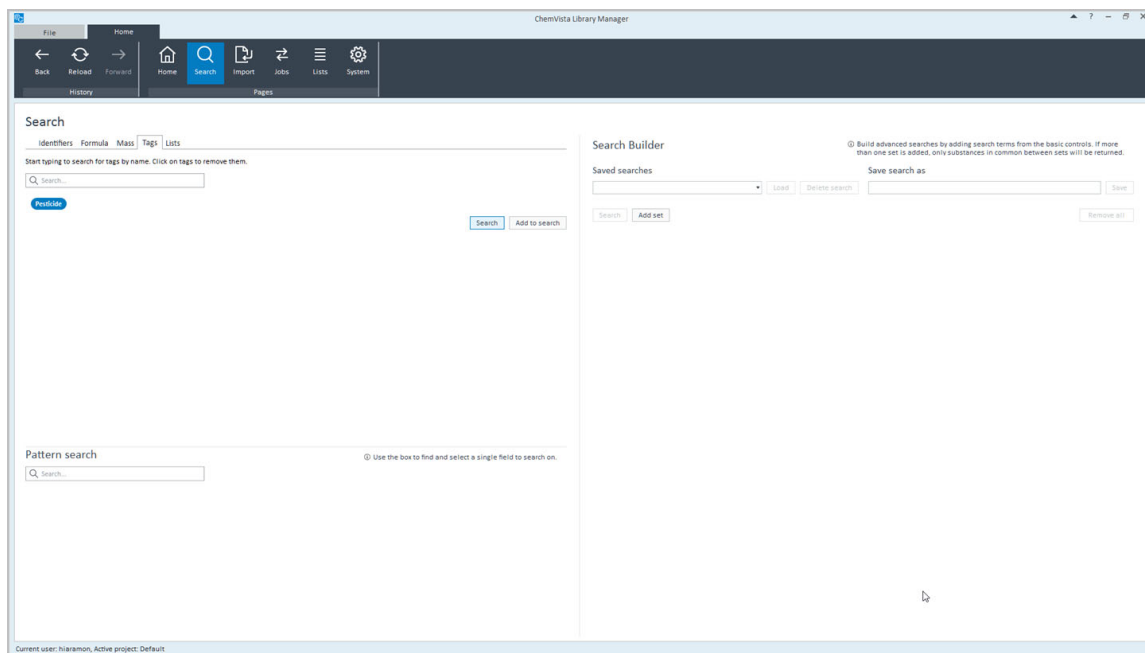 ChemVista Library Manager
File Home
Back Reload Forward Home Search Import Jobs Lists System
History Pages
Search
Identifiers Formula Mass Tags Lists
Start typing to search for tags by name. Click on tags to remove them.
Search...
Pesticide
Search Add to search
Pattern search
ⓘ Use the box to find and select a single field to search on.
Search...
Search Builder
ⓘ Build advanced searches by adding search terms from the basic controls. If more
than one set is added, only substances in common between sets will be returned.
Saved searches Save search as
Load Delete search Save
Search Add set Remove all
Current user: hiaramon, Active project: Default